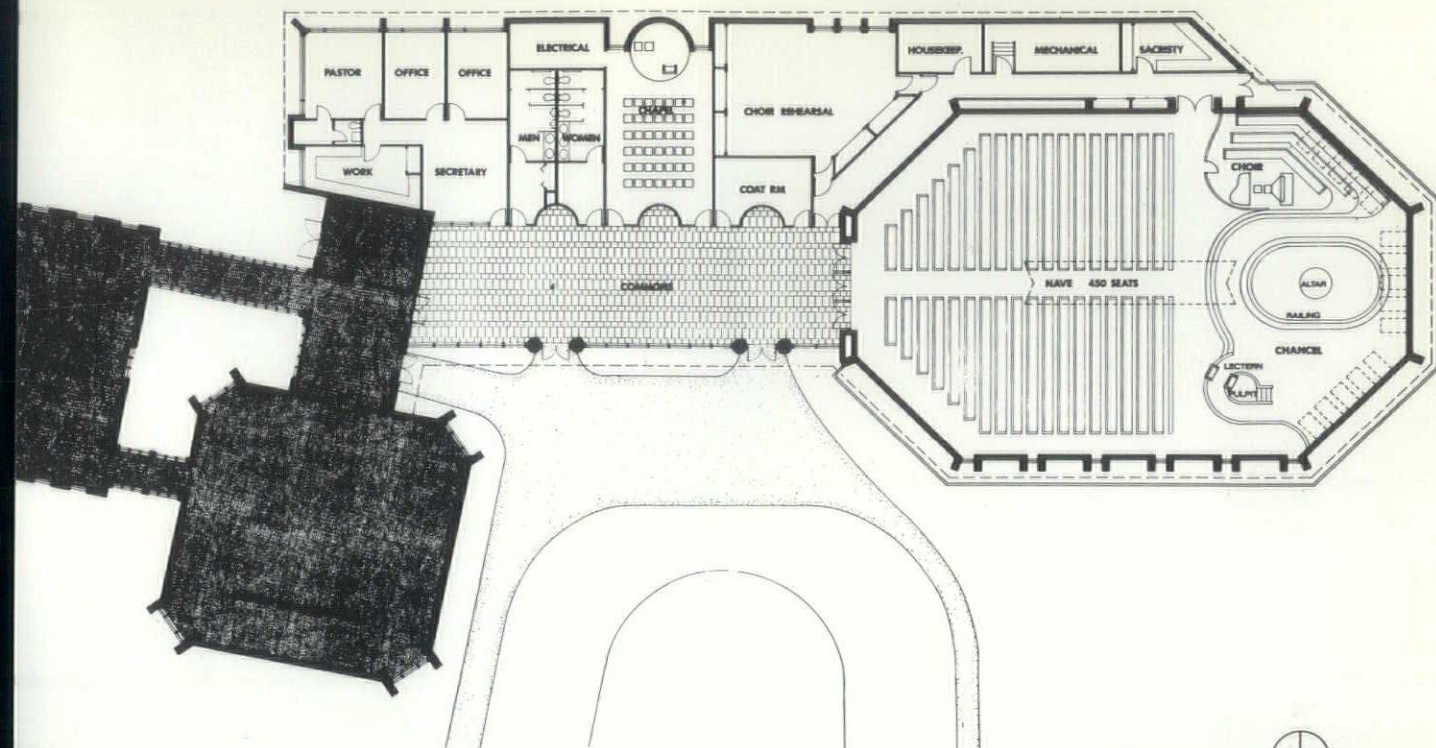 ELECTRICAL
HOUSEKEEP.
MECHANICAL
SACRISTY
PASTOR
OFFICE
OFFICE
CHAPEL
CHOIR REHEARSAL
MEN
WOMEN
WORK
SECRETARY
COAT RM
CHOIR
COMMONS
NAVE 450 SEATS
ALTAR
RAILING
CHANCEL
LECTERN
PULPIT